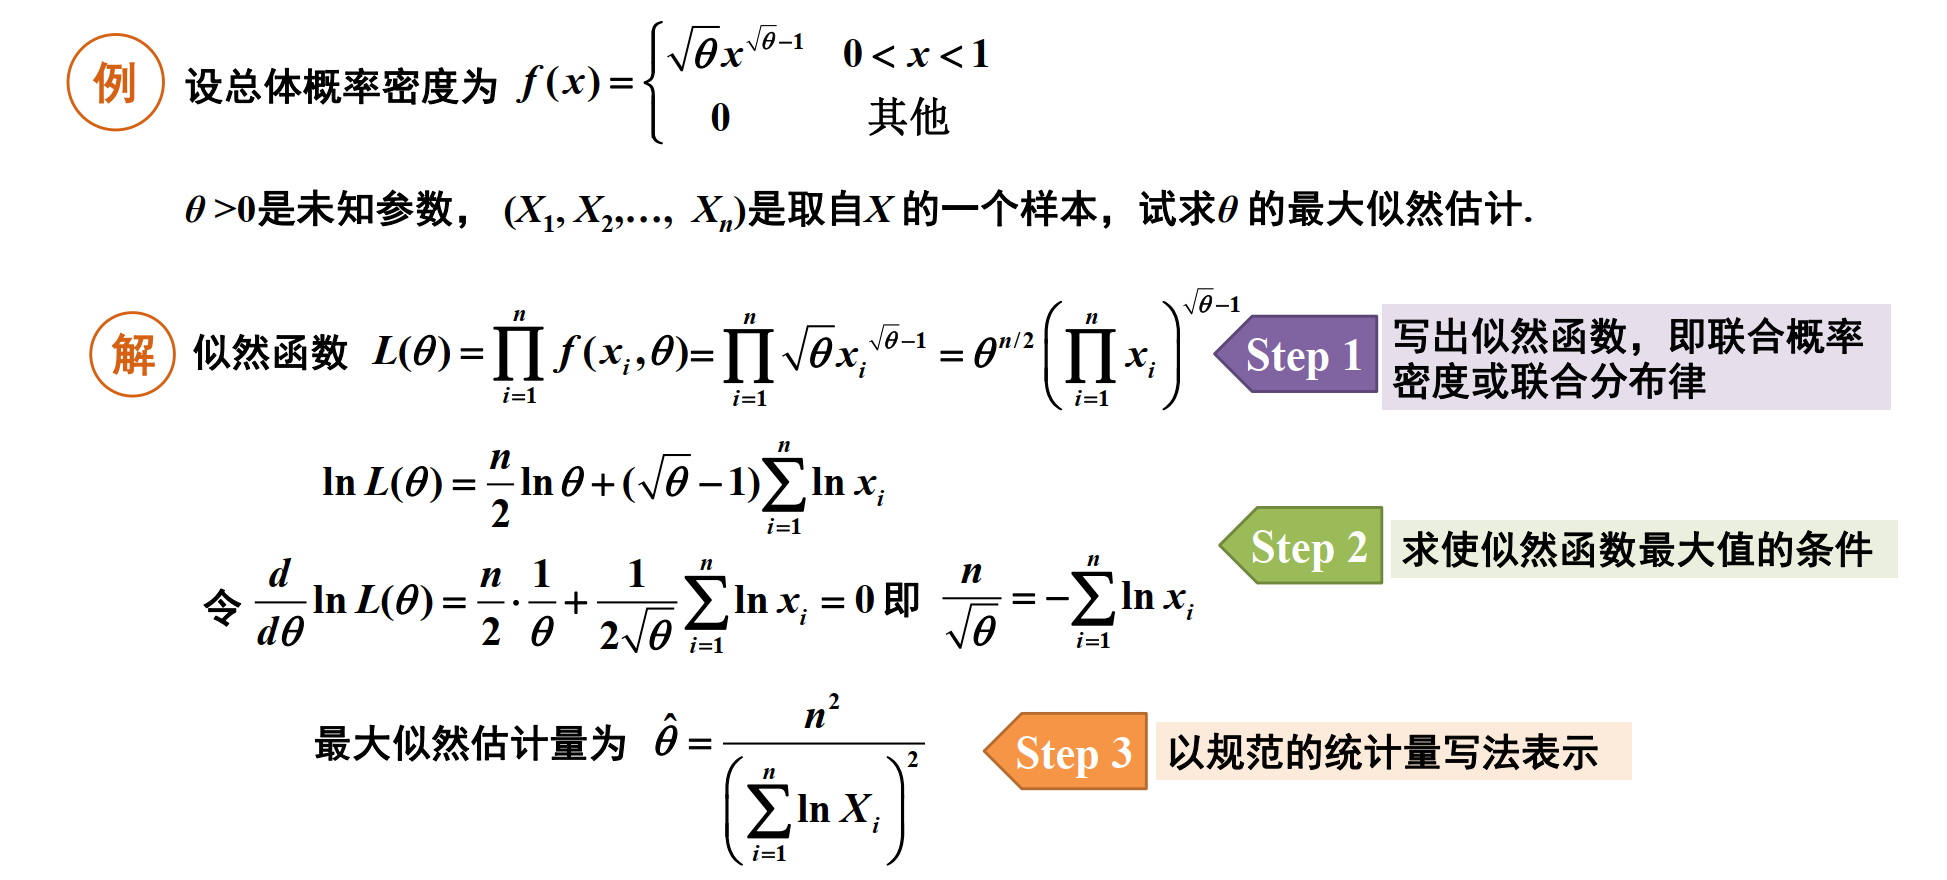 例 设总体概率密度为 $f(x)=\begin{cases}\sqrt{\theta}x^{\sqrt{\theta}-1} & 0<x<1\\ 0 & 其他\end{cases}$
θ >0是未知参数， (X₁, X₂,…, Xₙ)是取自X 的一个样本，试求θ 的最大似然估计.
解 似然函数 $L(\theta)=\prod_{i=1}^{n}f(x_i,\theta)=\prod_{i=1}^{n}\sqrt{\theta}x_i^{\sqrt{\theta}-1}=\theta^{n/2}\left(\prod_{i=1}^{n}x_i\right)^{\sqrt{\theta}-1}$
Step 1
写出似然函数，即联合概率
密度或联合分布律
$\ln L(\theta)=\frac{n}{2}\ln\theta+(\sqrt{\theta}-1)\sum_{i=1}^{n}\ln x_i$
Step 2 求使似然函数最大值的条件
令 $\frac{d}{d\theta}\ln L(\theta)=\frac{n}{2}\cdot\frac{1}{\theta}+\frac{1}{2\sqrt{\theta}}\sum_{i=1}^{n}\ln x_i=0$ 即 $\frac{n}{\sqrt{\theta}}=-\sum_{i=1}^{n}\ln x_i$
最大似然估计量为 $\hat{\theta}=\frac{n^2}{\left(\sum_{i=1}^{n}\ln X_i\right)^2}$
Step 3 以规范的统计量写法表示